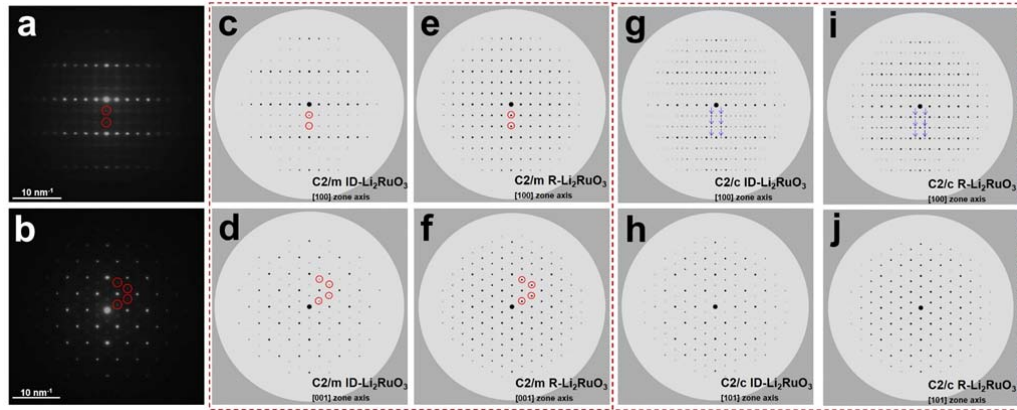 a
10 nm⁻¹
c
C2/m ID-Li₂RuO₃
[100] zone axis
e
C2/m R-Li₂RuO₃
[100] zone axis
g
C2/c ID-Li₂RuO₃
[100] zone axis
i
C2/c R-Li₂RuO₃
[100] zone axis
b
10 nm⁻¹
d
C2/m ID-Li₂RuO₃
[001] zone axis
f
C2/m R-Li₂RuO₃
[001] zone axis
h
C2/c ID-Li₂RuO₃
[101] zone axis
j
C2/c R-Li₂RuO₃
[101] zone axis